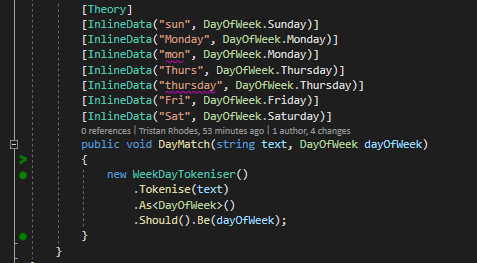 [Theory]
[InlineData("sun", DayOfWeek.Sunday)]
[InlineData("Monday", DayOfWeek.Monday)]
[InlineData("mon", DayOfWeek.Monday)]
[InlineData("Thurs", DayOfWeek.Thursday)]
[InlineData("thursday", DayOfWeek.Thursday)]
[InlineData("Fri", DayOfWeek.Friday)]
[InlineData("Sat", DayOfWeek.Saturday)]
0 references | Tristan Rhodes, 53 minutes ago | 1 author, 4 changes
public void DayMatch(string text, DayOfWeek dayOfWeek)
{
new WeekDayTokeniser()
.Tokenise(text)
.As<DayOfWeek>()
.Should().Be(dayOfWeek);
}
}